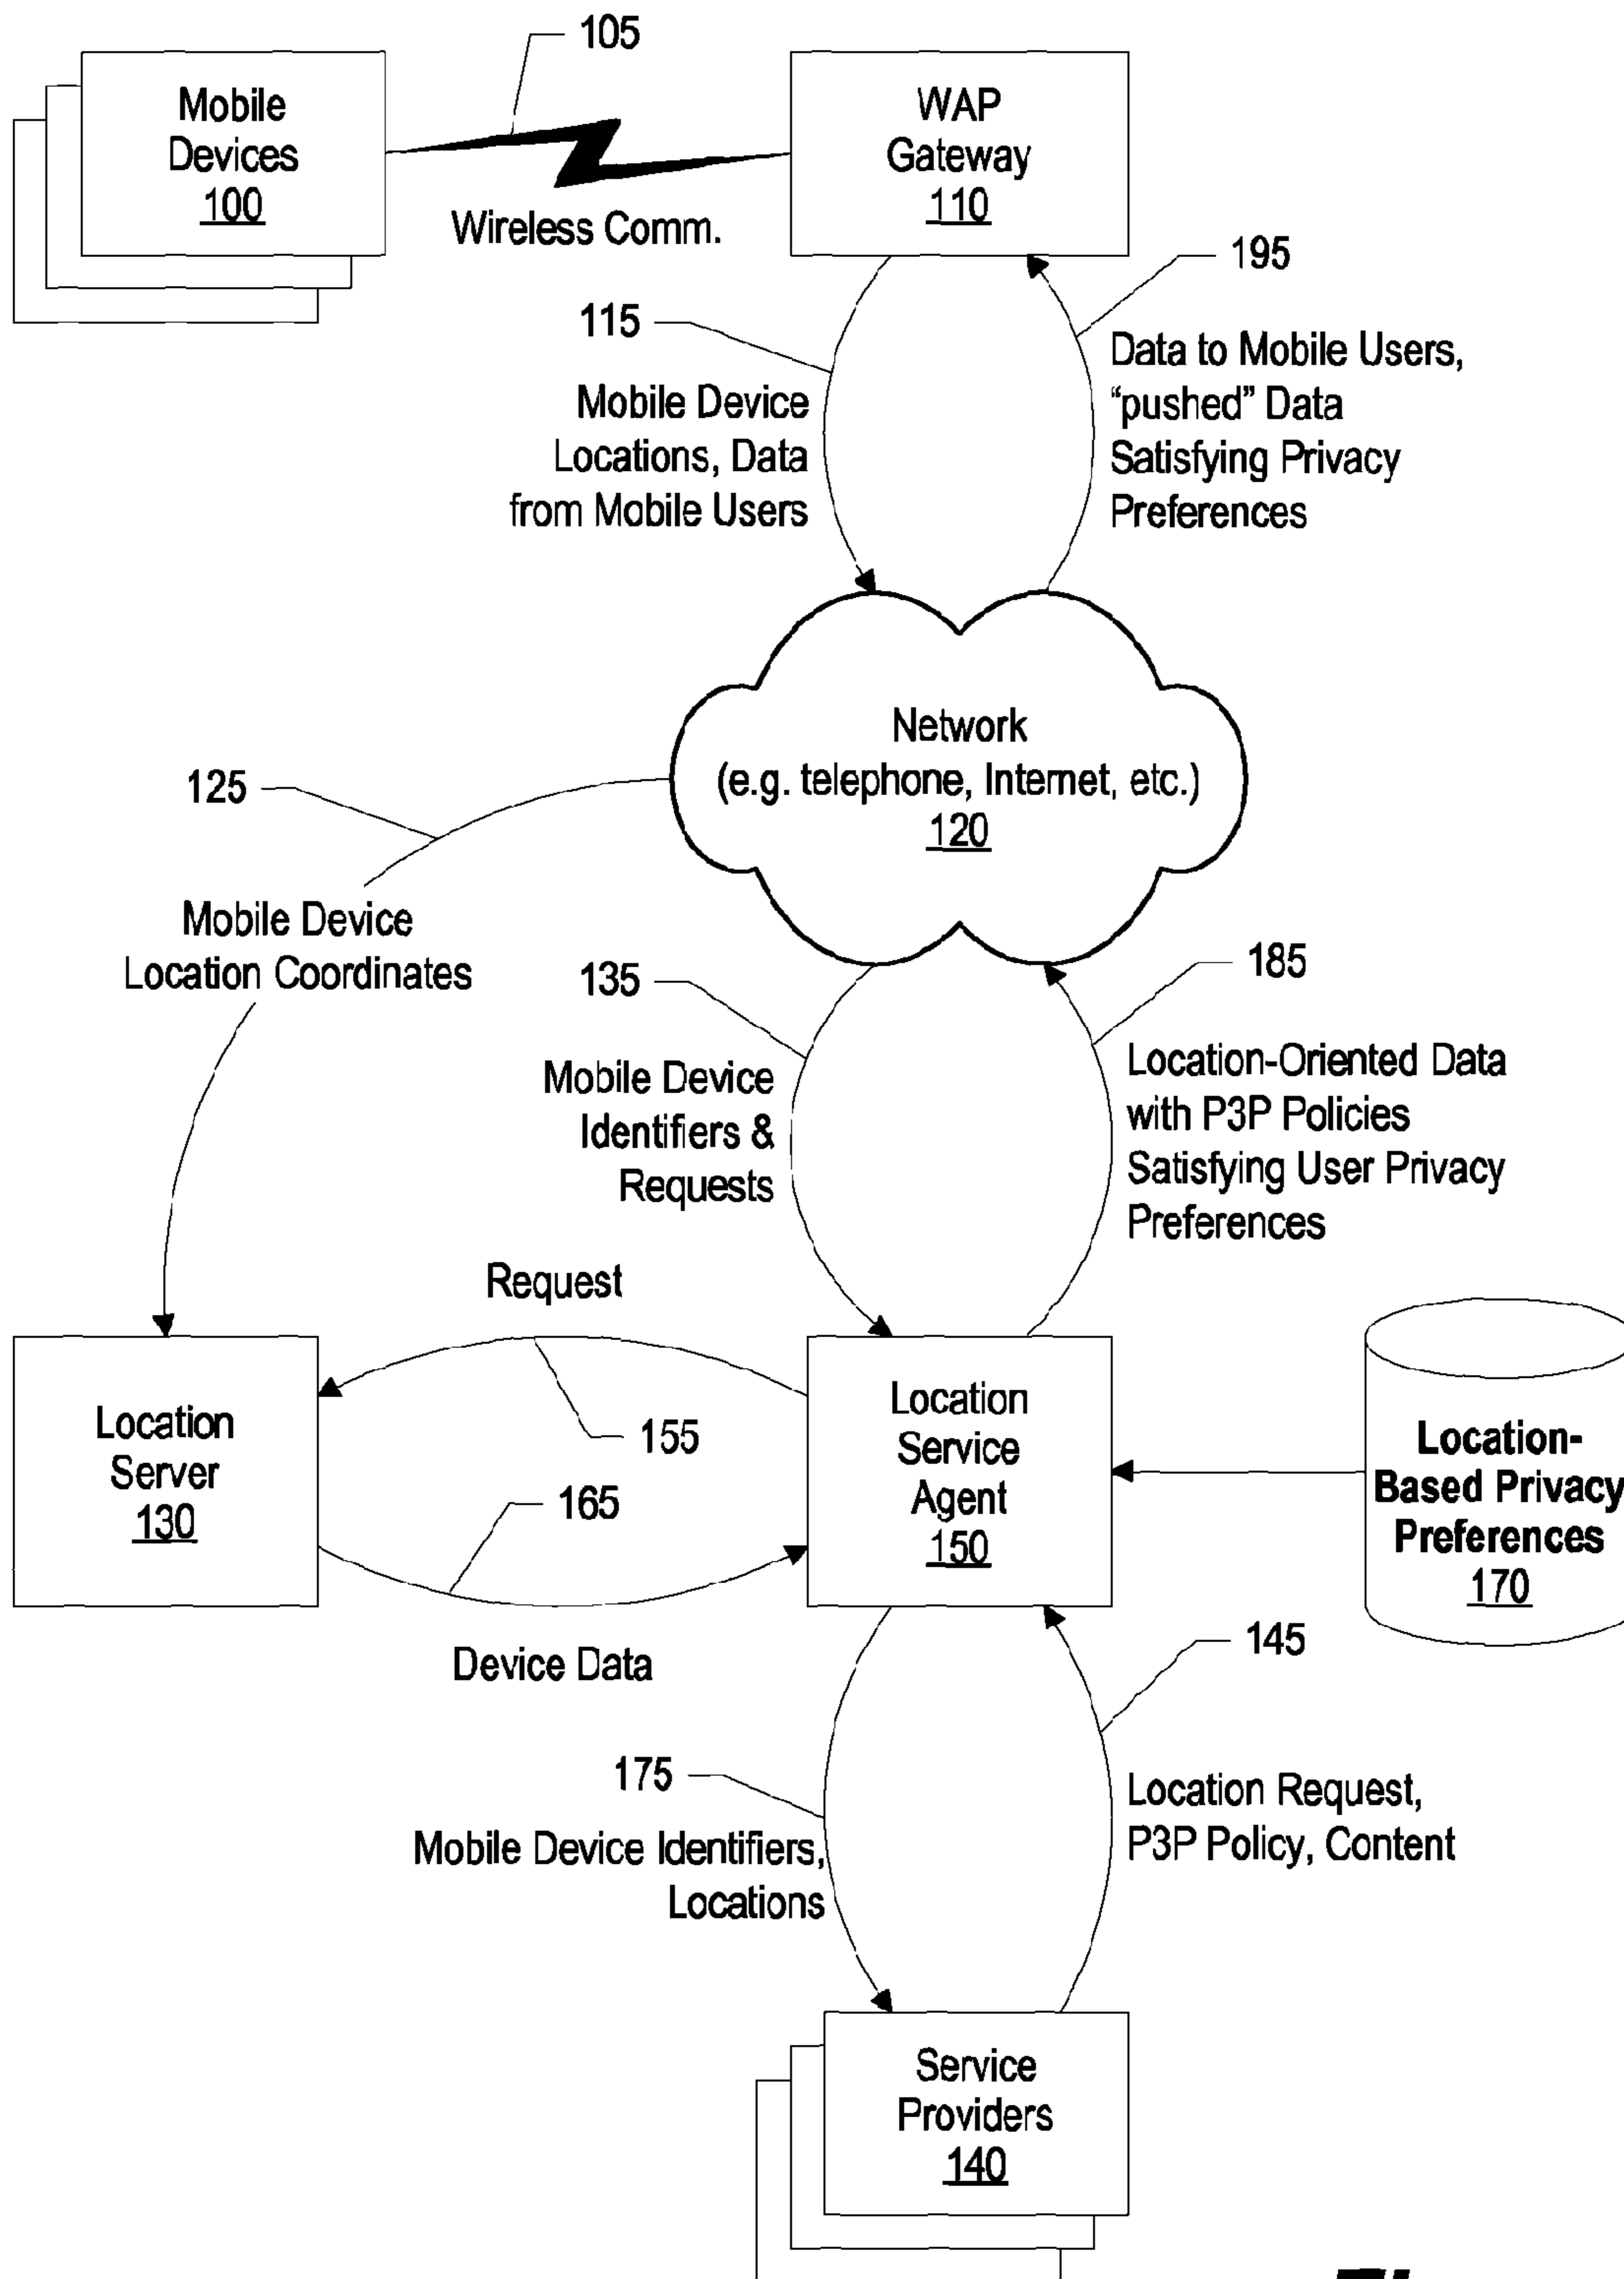 105
Mobile
Devices
100
WAP
Gateway
110
Wireless Comm.
195
115
Data to Mobile Users,
“pushed” Data
Satisfying Privacy
Preferences
Mobile Device
Locations, Data
from Mobile Users
Network
(e.g. telephone, Internet, etc.)
120
125
Mobile Device
Location Coordinates
135
185
Mobile Device
Identifiers &
Requests
Location-Oriented Data
with P3P Policies
Satisfying User Privacy
Preferences
Request
Location
Server
130
155
165
Location
Service
Agent
150
Location-
Based Privacy
Preferences
170
Device Data
145
175
Mobile Device Identifiers,
Locations
Location Request,
P3P Policy, Content
Service
Providers
140